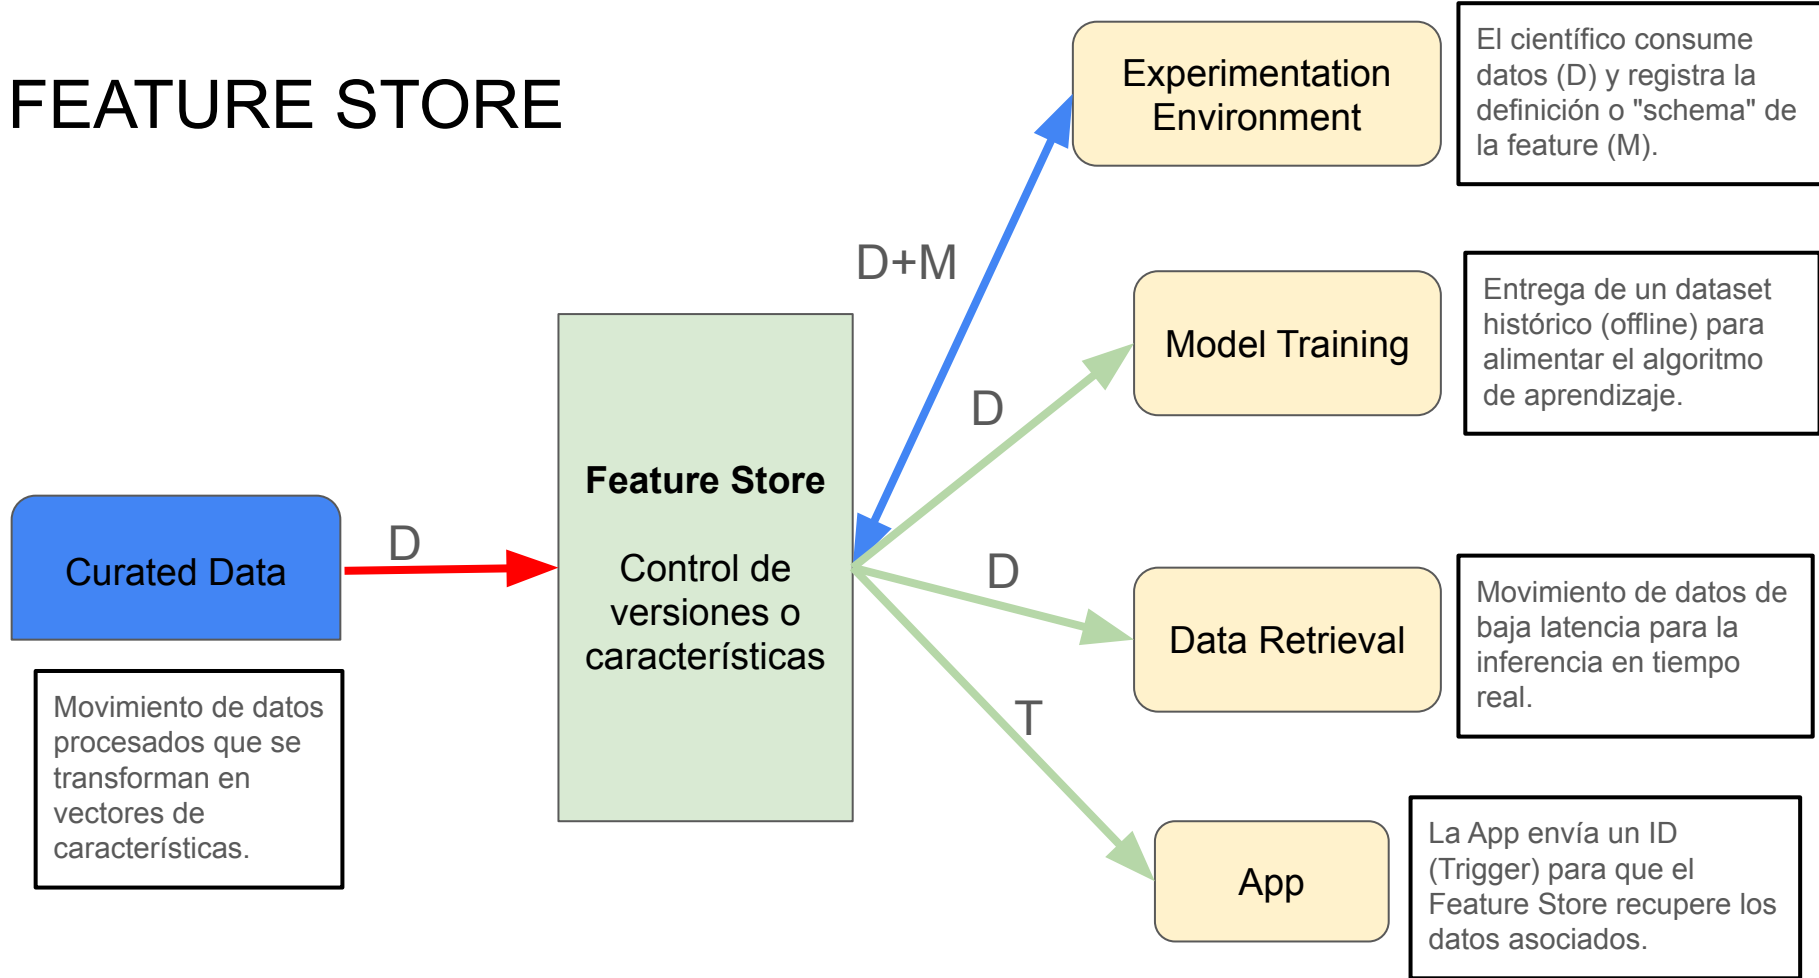 FEATURE STORE
Experimentation
Environment
El científico consume
datos (D) y registra la
definición o "schema" de
la feature (M).
D+M
Model Training
Entrega de un dataset
histórico (offline) para
alimentar el algoritmo
de aprendizaje.
D
Feature Store
Control de
versiones o
características
Curated Data
D
Movimiento de datos
procesados que se
transforman en
vectores de
características.
D
Data Retrieval
Movimiento de datos de
baja latencia para la
inferencia en tiempo
real.
T
App
La App envía un ID
(Trigger) para que el
Feature Store recupere los
datos asociados.